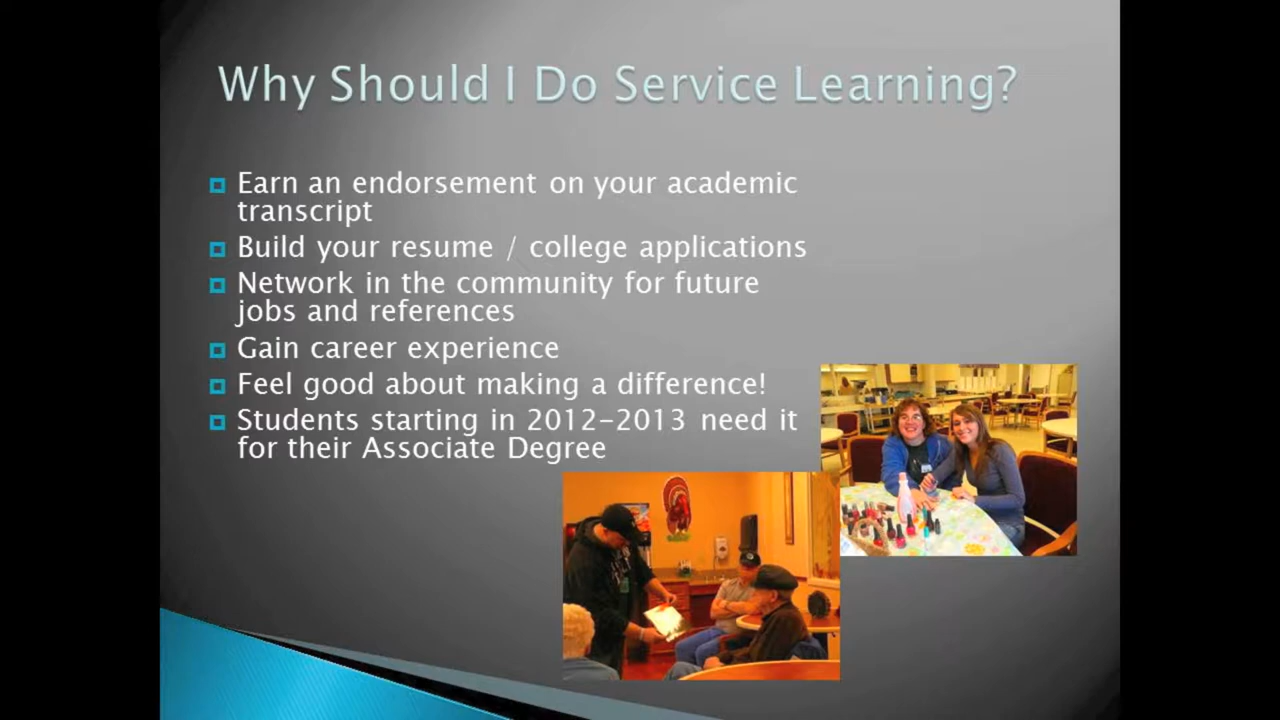 Why Should I Do Service Learning?
Earn an endorsement on your academic
transcript
Build your resume / college applications
Network in the community for future
jobs and references
Gain career experience
Feel good about making a difference!
Students starting in 2012-2013 need it
for their Associate Degree